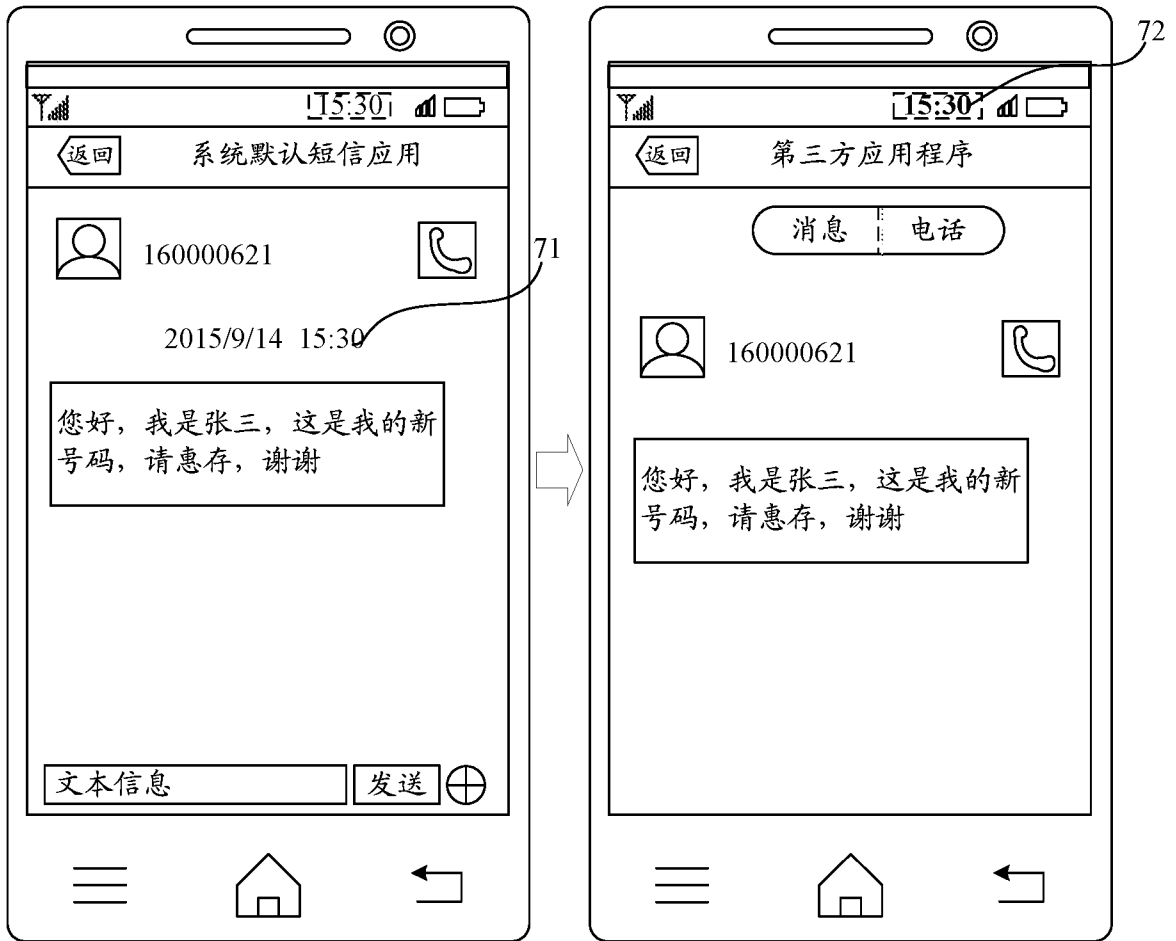 15:30
返回 系统默认短信应用
160000621
71
2015/9/14 15:30
您好，我是张三，这是我的新
号码，请惠存，谢谢
文本信息 发送
72
15:30
返回 第三方应用程序
消息 电话
160000621
您好，我是张三，这是我的新
号码，请惠存，谢谢